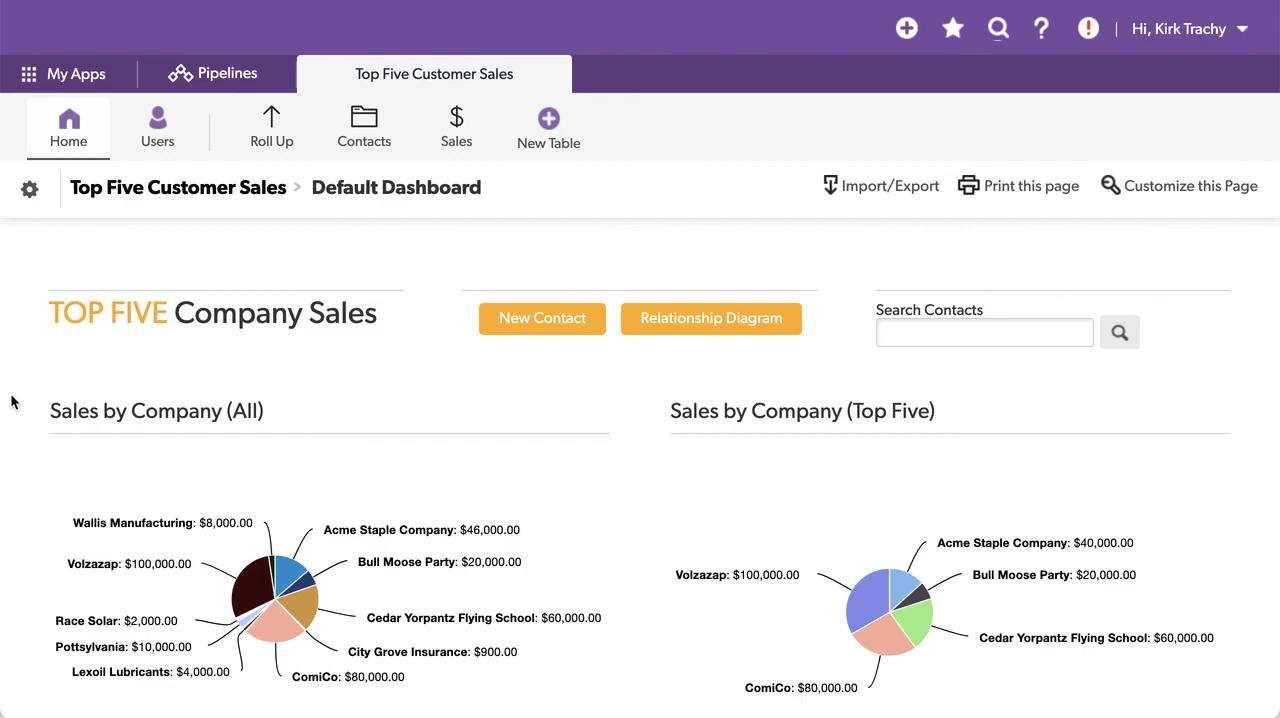 Hi, Kirk Trachy
My Apps
Pipelines
Top Five Customer Sales
Home
Users
Roll Up
Contacts
Sales
New Table
Top Five Customer Sales > Default Dashboard
Import/Export
Print this page
Customize this Page
TOP FIVE Company Sales
New Contact
Relationship Diagram
Search Contacts
Sales by Company (All)
Wallis Manufacturing: $8,000.00
Acme Staple Company: $46,000.00
Volzazap: $100,000.00
Bull Moose Party: $20,000.00
Race Solar: $2,000.00
Cedar Yorpantz Flying School: $60,000.00
Pottsylvania: $10,000.00
City Grove Insurance: $900.00
Lexoil Lubricants: $4,000.00
ComiCo: $80,000.00
Sales by Company (Top Five)
Acme Staple Company: $40,000.00
Volzazap: $100,000.00
Bull Moose Party: $20,000.00
Cedar Yorpantz Flying School: $60,000.00
ComiCo: $80,000.00